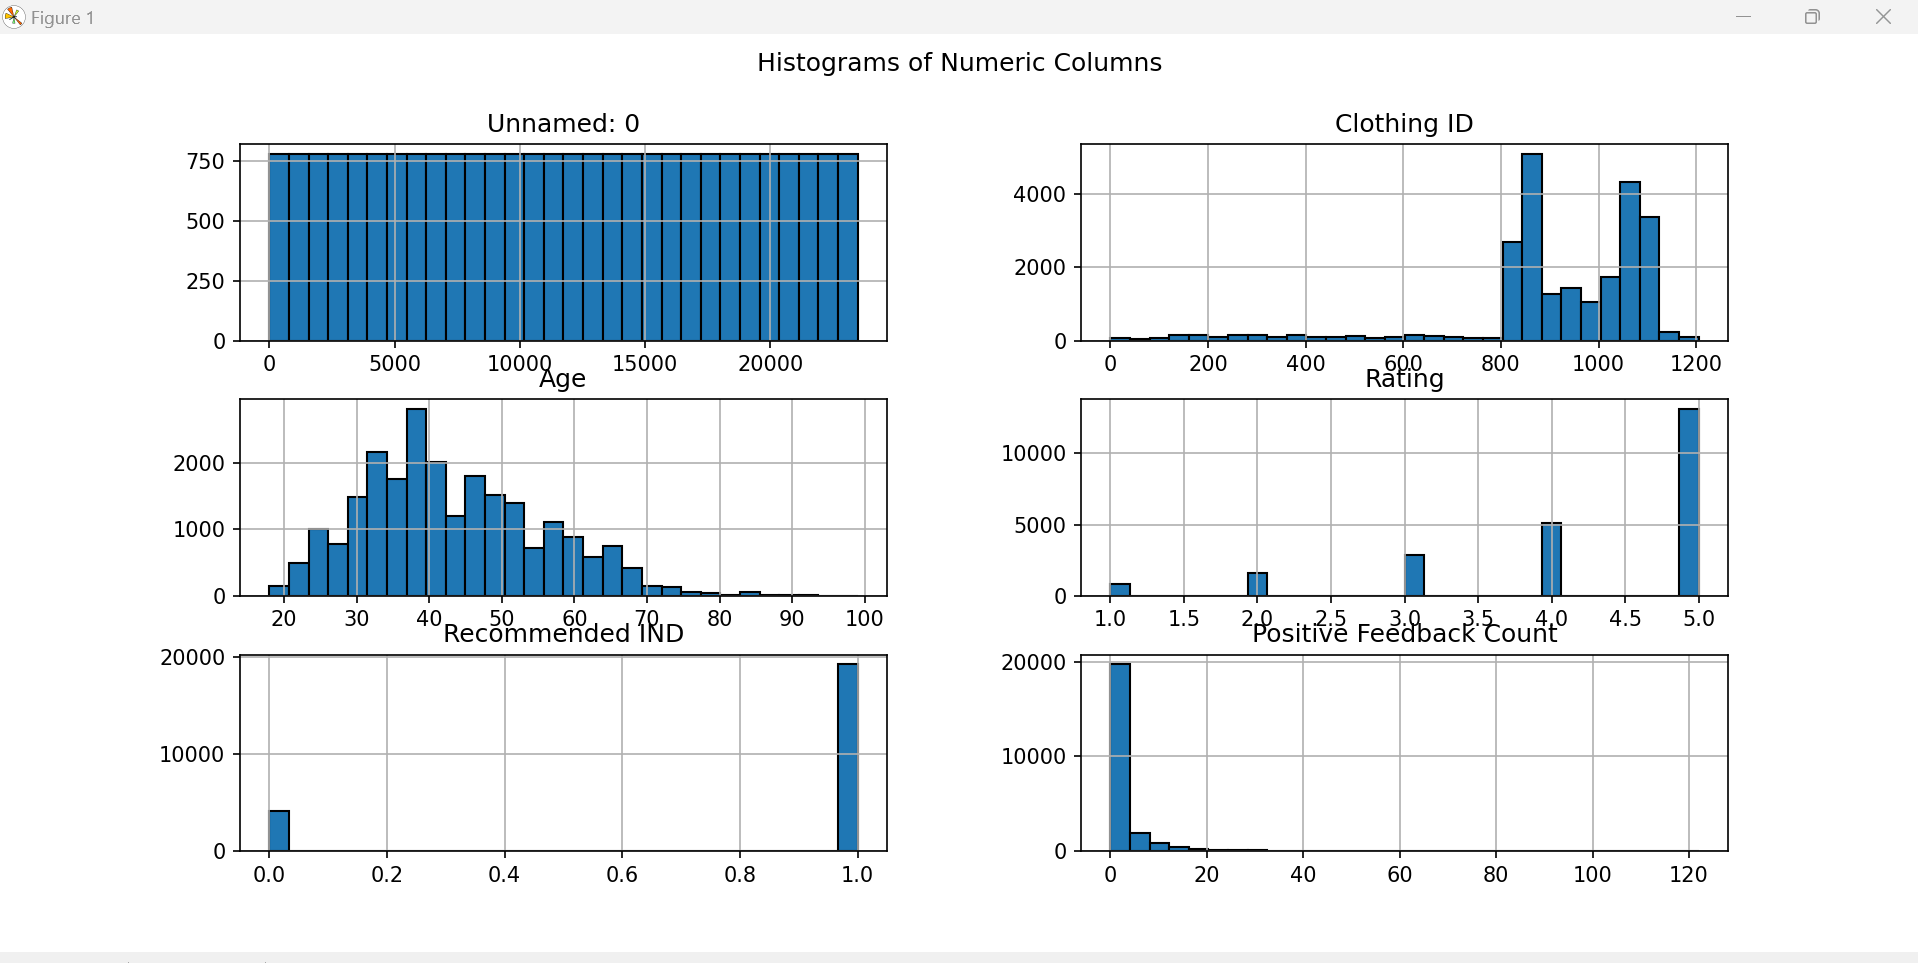 Figure 1
Histograms of Numeric Columns
Unnamed: 0
750
500
250
0
0 5000 10000 15000 20000
Clothing ID
4000
2000
0
0 200 400 600 800 1000 1200
Age
2000
1000
0
20 30 40 50 60 70 80 90 100
Rating
10000
5000
0
1.0 1.5 2.0 2.5 3.0 3.5 4.0 4.5 5.0
Recommended IND
20000
10000
0
0.0 0.2 0.4 0.6 0.8 1.0
Positive Feedback Count
20000
10000
0
0 20 40 60 80 100 120